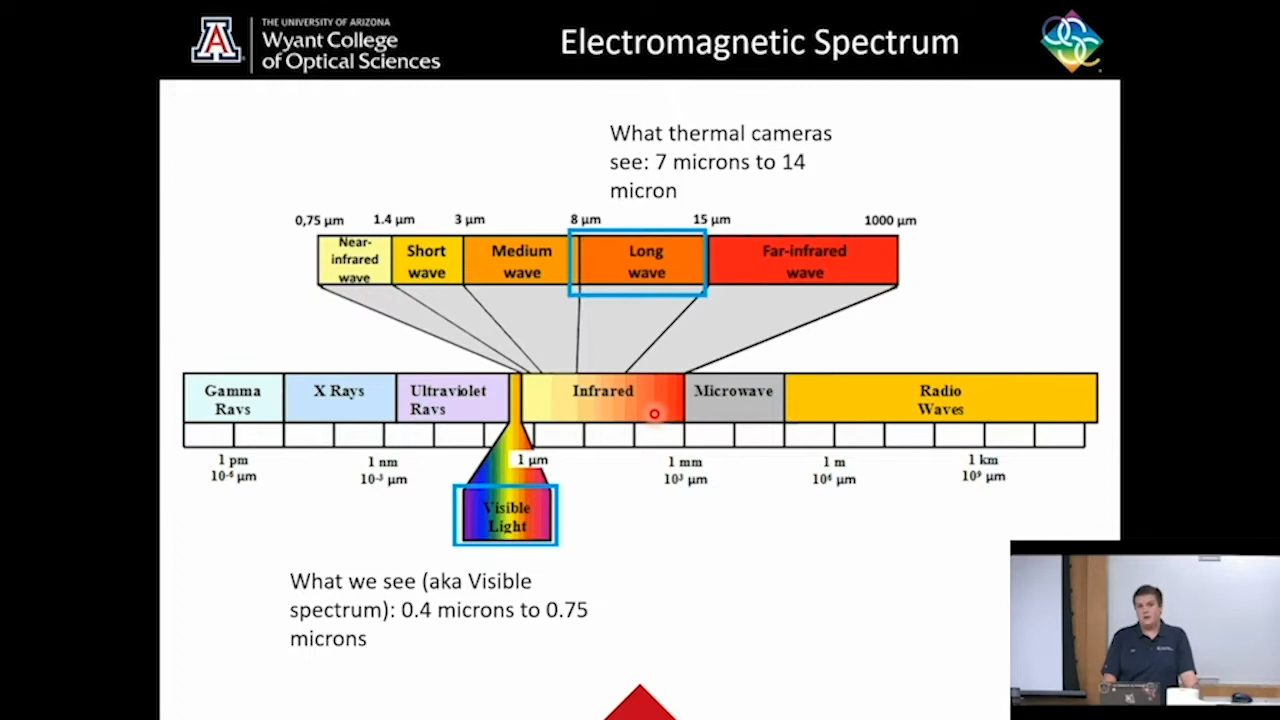 THE UNIVERSITY OF ARIZONA
Wyant College
of Optical Sciences
Electromagnetic Spectrum
What thermal cameras
see: 7 microns to 14
micron
0,75 µm 1.4 µm 3 µm 8 µm 15 µm 1000 µm
Near-
infrared
wave
Short
wave
Medium
wave
Long
wave
Far-infrared
wave
Gamma
Rays
X Rays
Ultraviolet
Rays
Infrared
Microwave
Radio
Waves
1 pm
10⁻⁶ µm
1 nm
10⁻³ µm
1 µm
1 mm
10³ µm
1 m
10⁶ µm
1 km
10⁹ µm
Visible
Light
What we see (aka Visible
spectrum): 0.4 microns to 0.75
microns